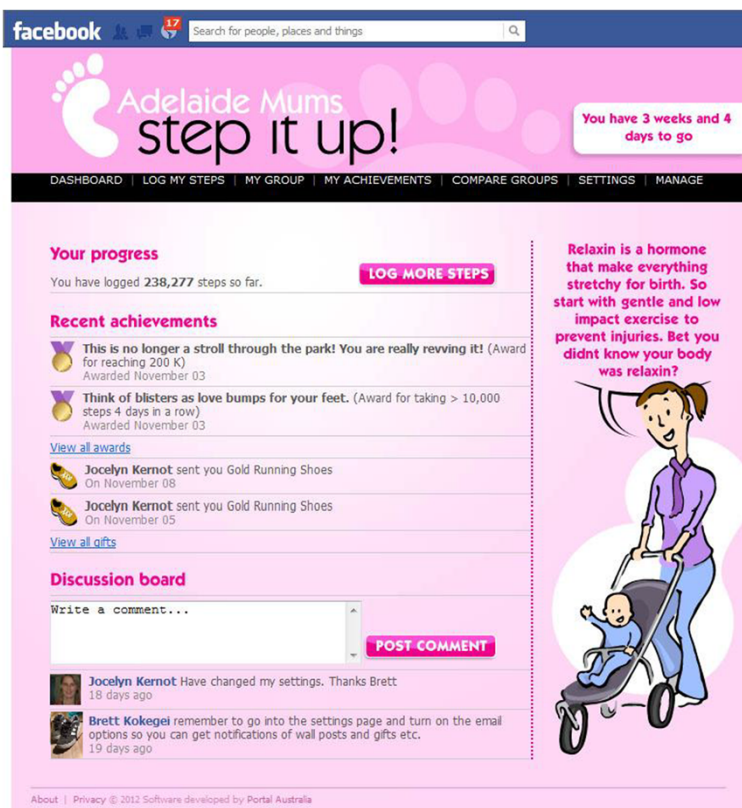 facebook
17
Search for people, places and things
Adelaide Mums
step it up!
You have 3 weeks and 4
days to go
DASHBOARD | LOG MY STEPS | MY GROUP | MY ACHIEVEMENTS | COMPARE GROUPS | SETTINGS | MANAGE
Your progress
You have logged 238,277 steps so far.
LOG MORE STEPS
Recent achievements
This is no longer a stroll through the park! You are really revving it! (Award
for reaching 200 K)
Awarded November 03
Think of blisters as love bumps for your feet. (Award for taking > 10,000
steps 4 days in a row)
Awarded November 03
View all awards
Jocelyn Kernot sent you Gold Running Shoes
On November 08
Jocelyn Kernot sent you Gold Running Shoes
On November 05
View all gifts
Discussion board
Write a comment...
POST COMMENT
Jocelyn Kernot Have changed my settings. Thanks Brett
18 days ago
Brett Kokegei remember to go into the settings page and turn on the email
options so you can get notifications of wall posts and gifts etc.
19 days ago
Relaxin is a hormone
that make everything
stretchy for birth. So
start with gentle and low
impact exercise to
prevent injuries. Bet you
didnt know your body
was relaxin?
About | Privacy © 2012 Software developed by Portal Australia